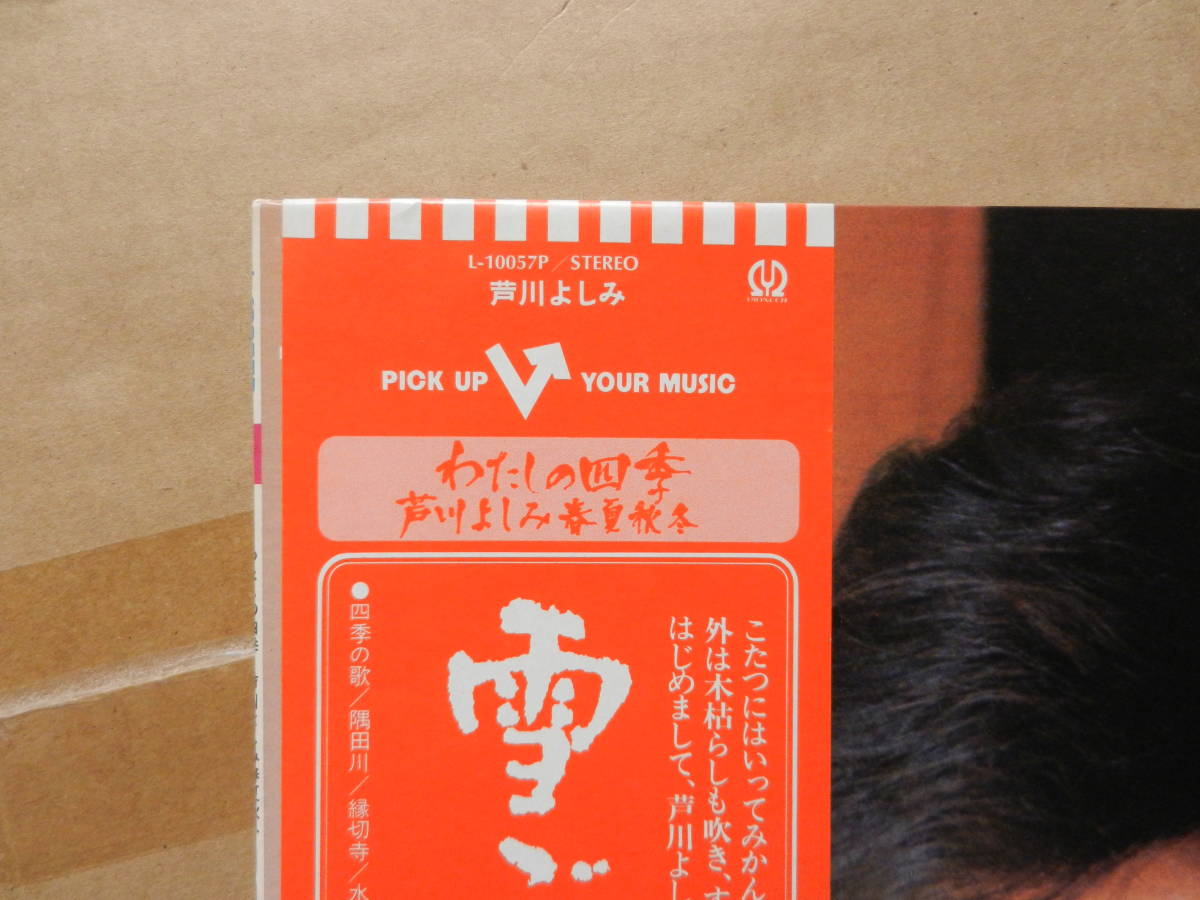 L-10057P／STEREO
芦川よしみ
PIONEER
PICK UP YOUR MUSIC
わたしの四季
芦川よしみ春夏秋冬
こたつにはいってみかん
外は木枯らしも吹き、す
はじめまして、芦川よし
雪ご
●四季の歌／隅田川／縁切寺／水